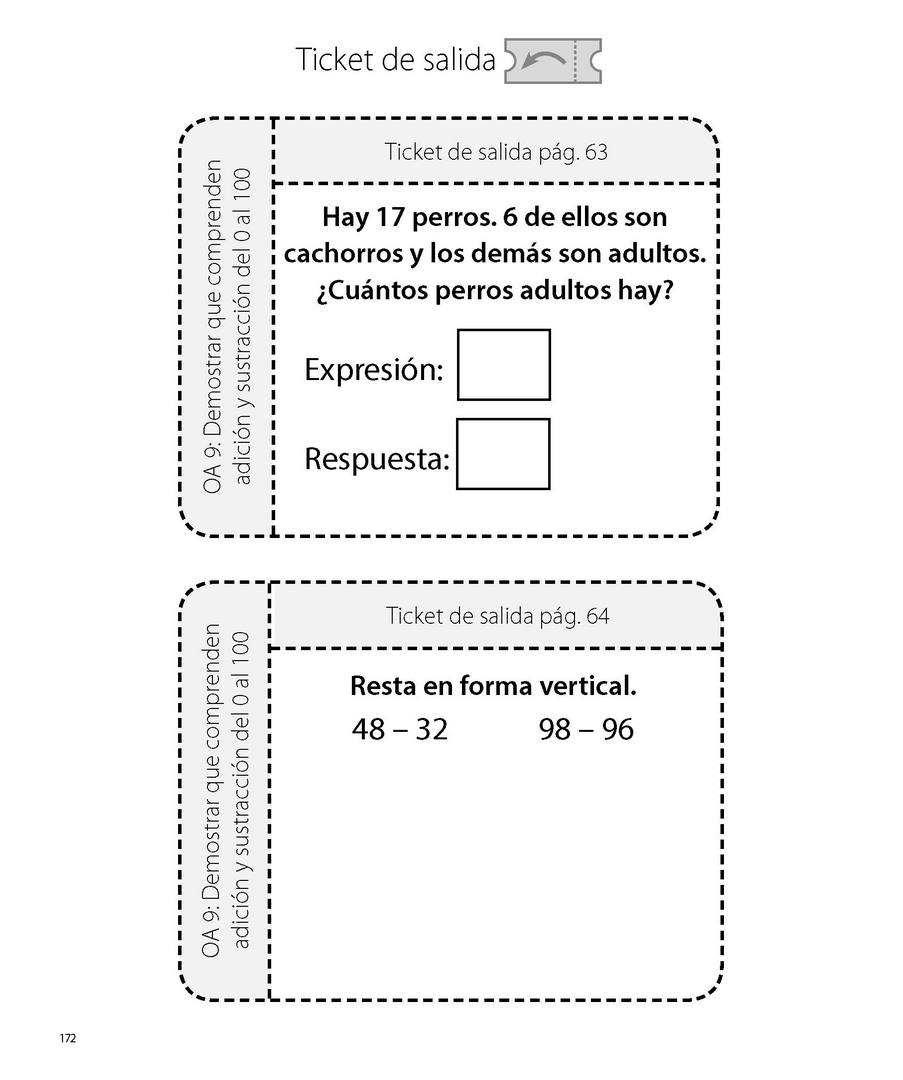 Ticket de salida
Ticket de salida pág. 63
OA 9: Demostrar que comprenden
adición y sustracción del 0 al 100
Hay 17 perros. 6 de ellos son
cachorros y los demás son adultos.
¿Cuántos perros adultos hay?
Expresión:
Respuesta:
Ticket de salida pág. 64
OA 9: Demostrar que comprenden
adición y sustracción del 0 al 100
Resta en forma vertical.
48 – 32 98 – 96
172